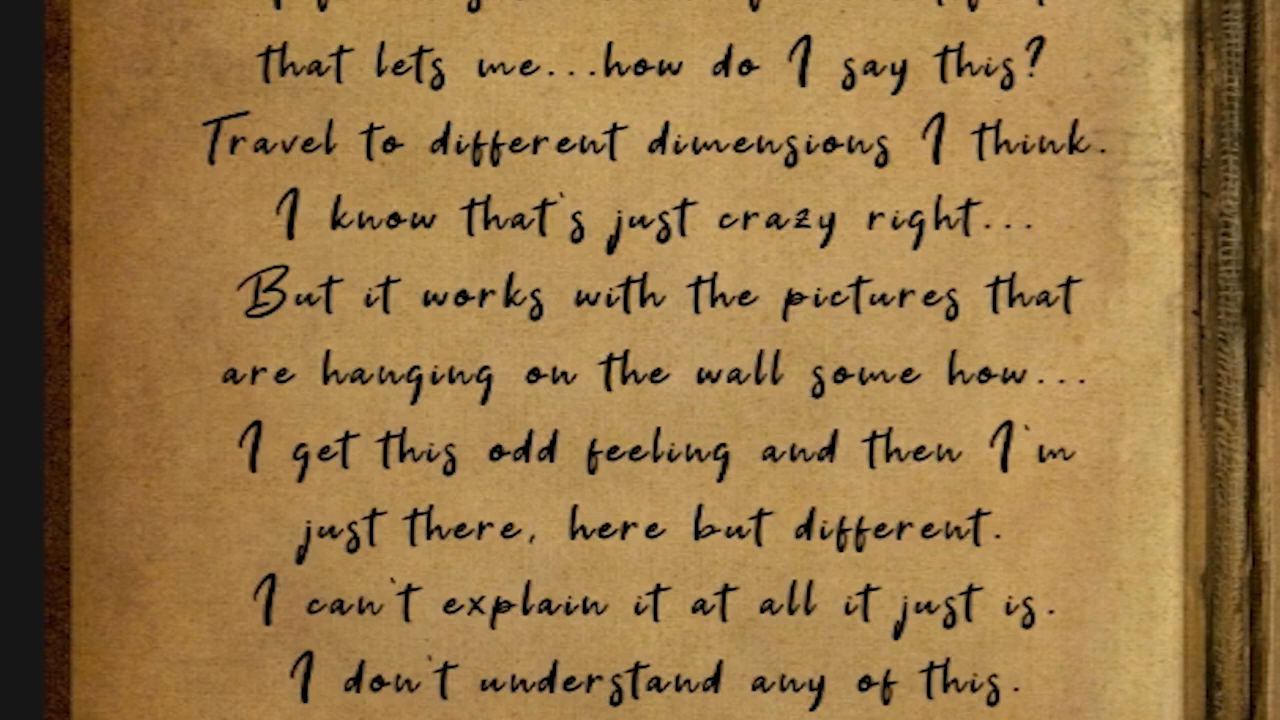 that lets me...how do I say this?
Travel to different dimensions I think.
I know that's just crazy right...
But it works with the pictures that
are hanging on the wall some how...
I get this odd feeling and then I'm
just there, here but different.
I can't explain it at all it just is.
I don't understand any of this.